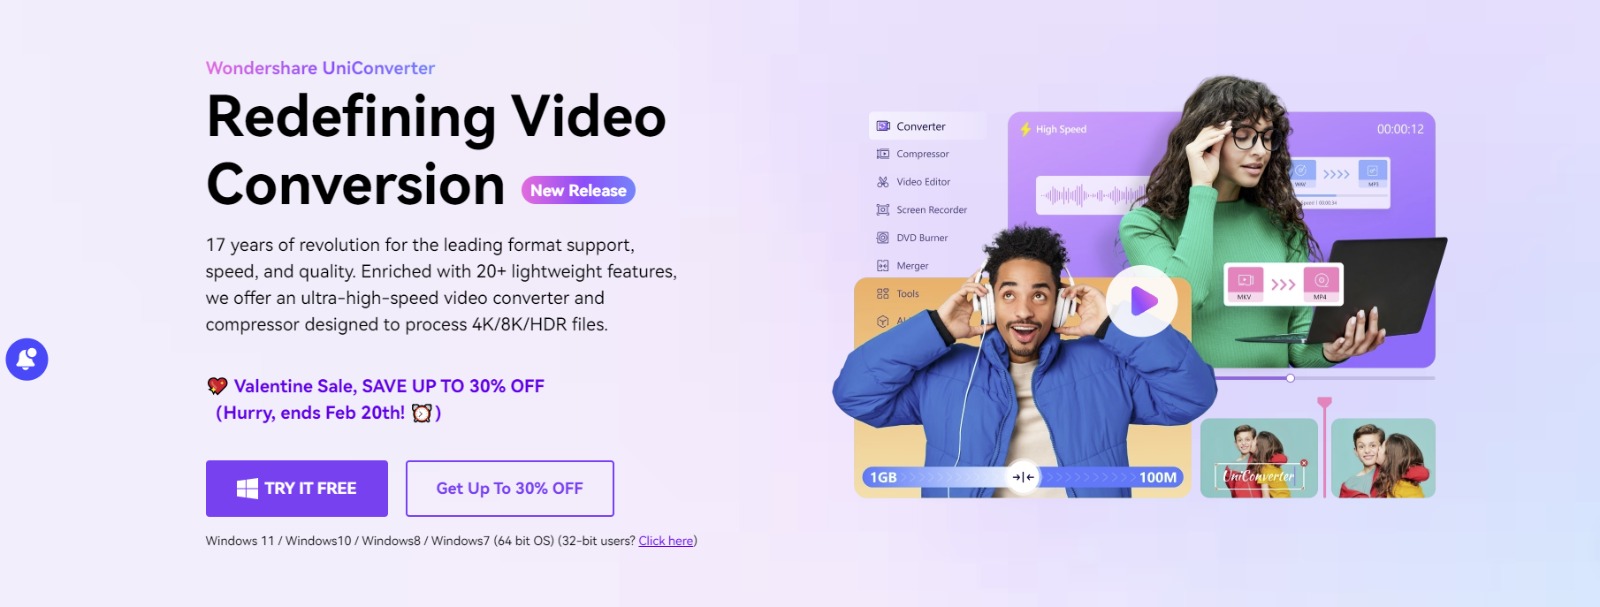 Wondershare UniConverter
Redefining Video
Conversion New Release
17 years of revolution for the leading format support,
speed, and quality. Enriched with 20+ lightweight features,
we offer an ultra-high-speed video converter and
compressor designed to process 4K/8K/HDR files.
Valentine Sale, SAVE UP TO 30% OFF
(Hurry, ends Feb 20th! )
TRY IT FREE
Get Up To 30% OFF
Windows 11 / Windows10 / Windows8 / Windows7 (64 bit OS) (32-bit users? Click here)
Converter
Compressor
Video Editor
Screen Recorder
DVD Burner
Merger
Tools
High Speed
00:00:12
WAV
MP3
MKV
MP4
1GB
100M
UniConverter